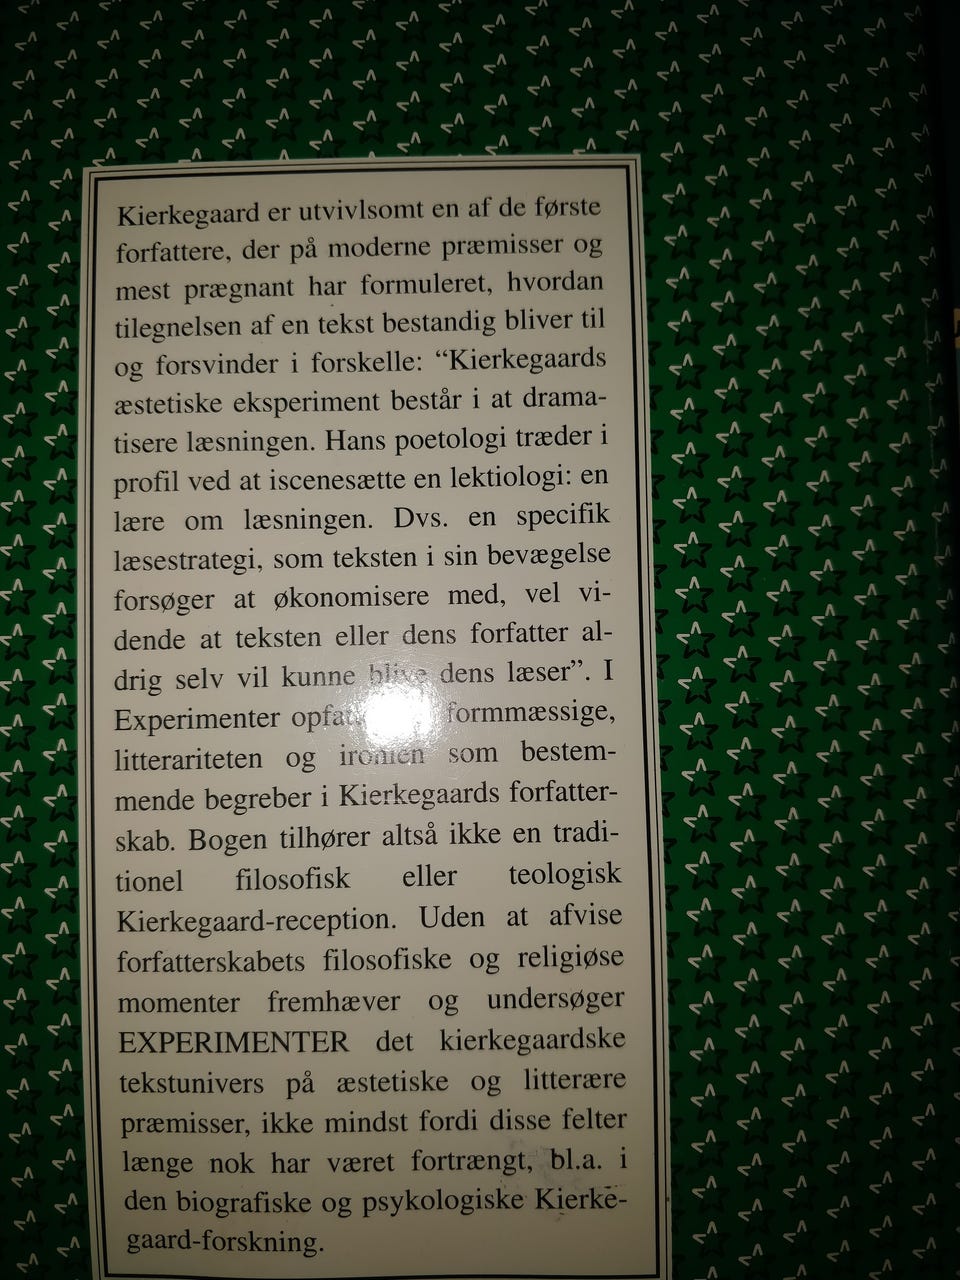 Kierkegaard er utvivlsomt en af de første
forfattere, der på moderne præmisser og
mest prægnant har formuleret, hvordan
tilegnelsen af en tekst bestandig bliver til
og forsvinder i forskelle: “Kierkegaards
æstetiske eksperiment består i at drama-
tisere læsningen. Hans poetologi træder i
profil ved at iscenesætte en lektiologi: en
lære om læsningen. Dvs. en specifik
læsestrategi, som teksten i sin bevægelse
forsøger at økonomisere med, vel vi-
dende at teksten eller dens forfatter al-
drig selv vil kunne blive dens læser”. I
Experimenter formmæssige,
litterariteten og ironien som bestem-
mende begreber i Kierkegaards forfatter-
skab. Bogen tilhører altså ikke en tradi-
tionel filosofisk eller teologisk
Kierkegaard-reception. Uden at afvise
forfatterskabets filosofiske og religiøse
momenter fremhæver og undersøger
EXPERIMENTER det kierkegaardske
tekstunivers på æstetiske og litterære
præmisser, ikke mindst fordi disse felter
længe nok har været fortrængt, bl.a. i
den biografiske og psykologiske Kierke-
gaard-forskning.